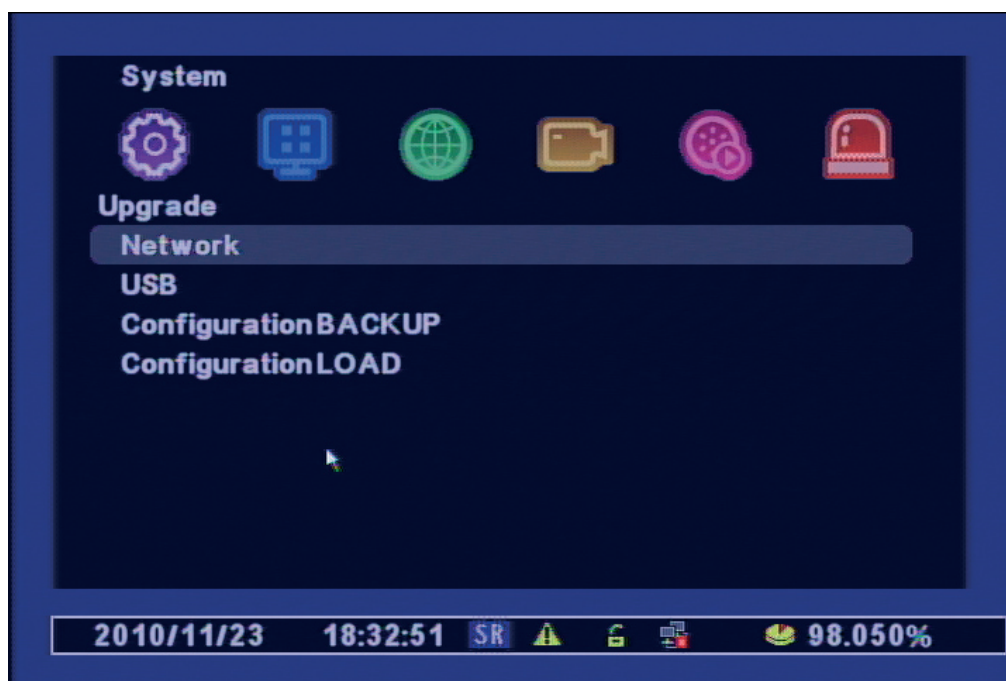 System
Upgrade
Network
USB
Configuration BACKUP
Configuration LOAD
2010/11/23 18:32:51 SR 98.050%